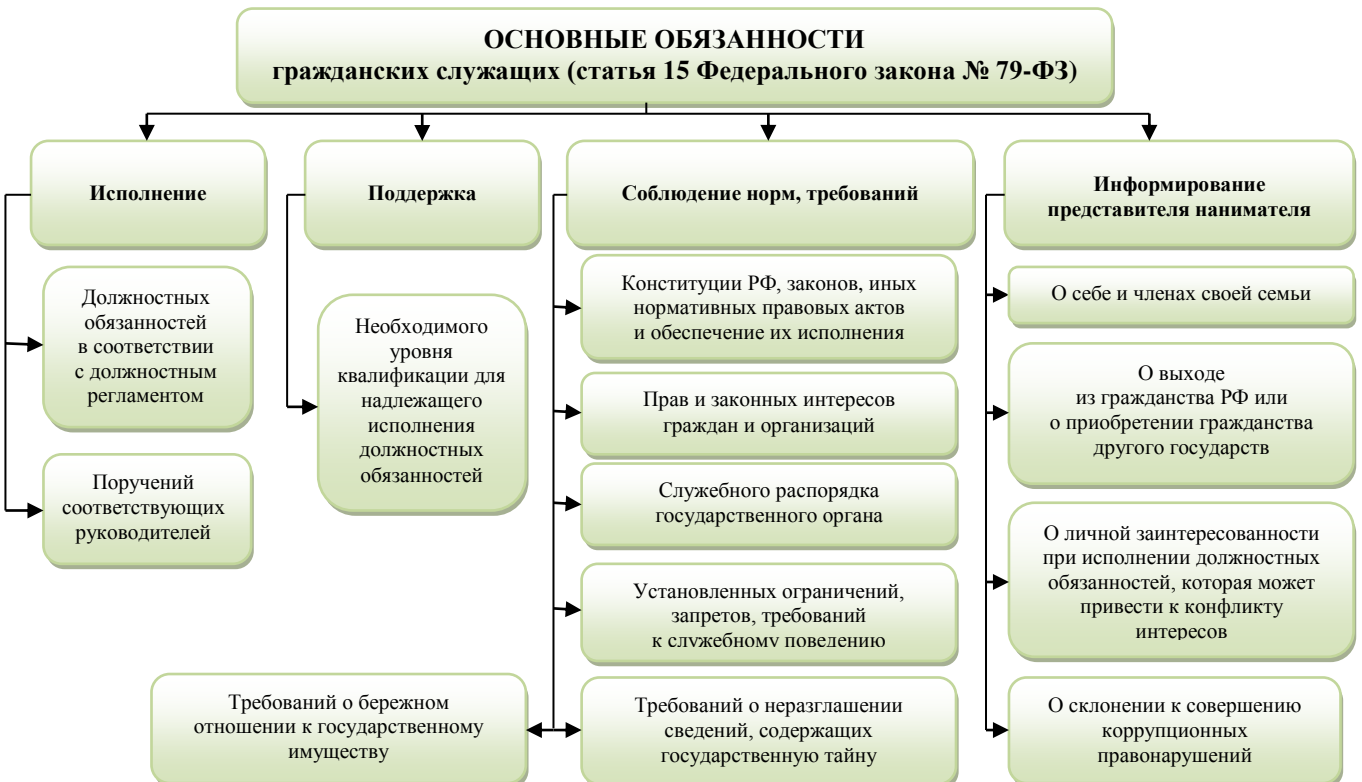 ОСНОВНЫЕ ОБЯЗАННОСТИ
гражданских служащих (статья 15 Федерального закона № 79-ФЗ)
Исполнение
Должностных
обязанностей
в соответствии
с должностным
регламентом
Поручений
соответствующих
руководителей
Поддержка
Необходимого
уровня
квалификации для
надлежащего
исполнения
должностных
обязанностей
Соблюдение норм, требований
Конституции РФ, законов, иных
нормативных правовых актов
и обеспечение их исполнения
Прав и законных интересов
граждан и организаций
Служебного распорядка
государственного органа
Установленных ограничений,
запретов, требований
к служебному поведению
Требований о бережном
отношении к государственному
имуществу
Требований о неразглашении
сведений, содержащих
государственную тайну
Информирование
представителя нанимателя
О себе и членах своей семьи
О выходе
из гражданства РФ или
о приобретении гражданства
другого государств
О личной заинтересованности
при исполнении должностных
обязанностей, которая может
привести к конфликту
интересов
О склонении к совершению
коррупционных
правонарушений